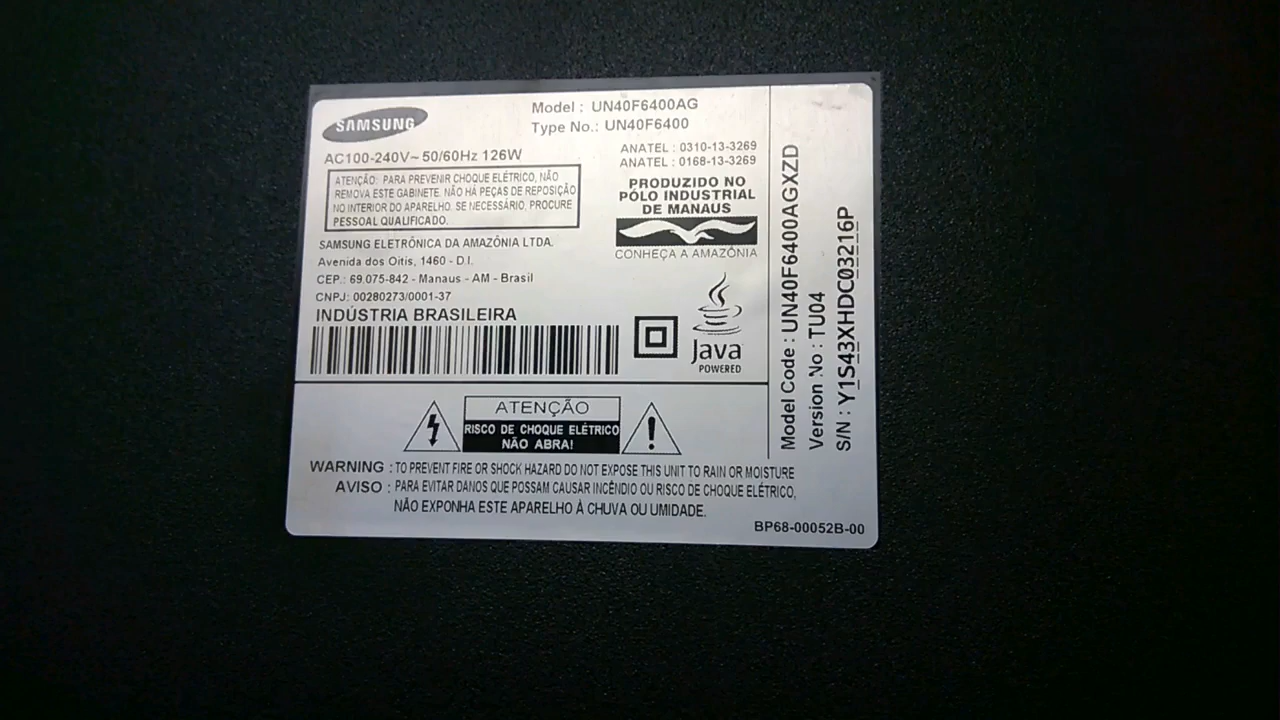 SAMSUNG
Model : UN40F6400AG
Type No.: UN40F6400
AC100-240V~ 50/60Hz 126W
ANATEL : 0310-13-3269
ANATEL : 0168-13-3269
ATENÇÃO: PARA PREVENIR CHOQUE ELÉTRICO, NÃO
REMOVA ESTE GABINETE. NÃO HÁ PEÇAS DE REPOSIÇÃO
NO INTERIOR DO APARELHO. SE NECESSÁRIO, PROCURE
PESSOAL QUALIFICADO.
PRODUZIDO NO
PÓLO INDUSTRIAL
DE MANAUS
CONHEÇA A AMAZÔNIA
SAMSUNG ELETRÔNICA DA AMAZÔNIA LTDA.
Avenida dos Oitis, 1460 - D.I.
CEP.: 69.075-842 - Manaus - AM - Brasil
CNPJ: 00280273/0001-37
INDÚSTRIA BRASILEIRA
Java
POWERED
Model Code : UN40F6400AGXZD
Version No : TU04
S/N : Y1S43XHDC03216P
ATENÇÃO
RISCO DE CHOQUE ELÉTRICO
NÃO ABRA!
WARNING : TO PREVENT FIRE OR SHOCK HAZARD DO NOT EXPOSE THIS UNIT TO RAIN OR MOISTURE
AVISO : PARA EVITAR DANOS QUE POSSAM CAUSAR INCÊNDIO OU RISCO DE CHOQUE ELÉTRICO,
NÃO EXPONHA ESTE APARELHO À CHUVA OU UMIDADE.
BP68-00052B-00